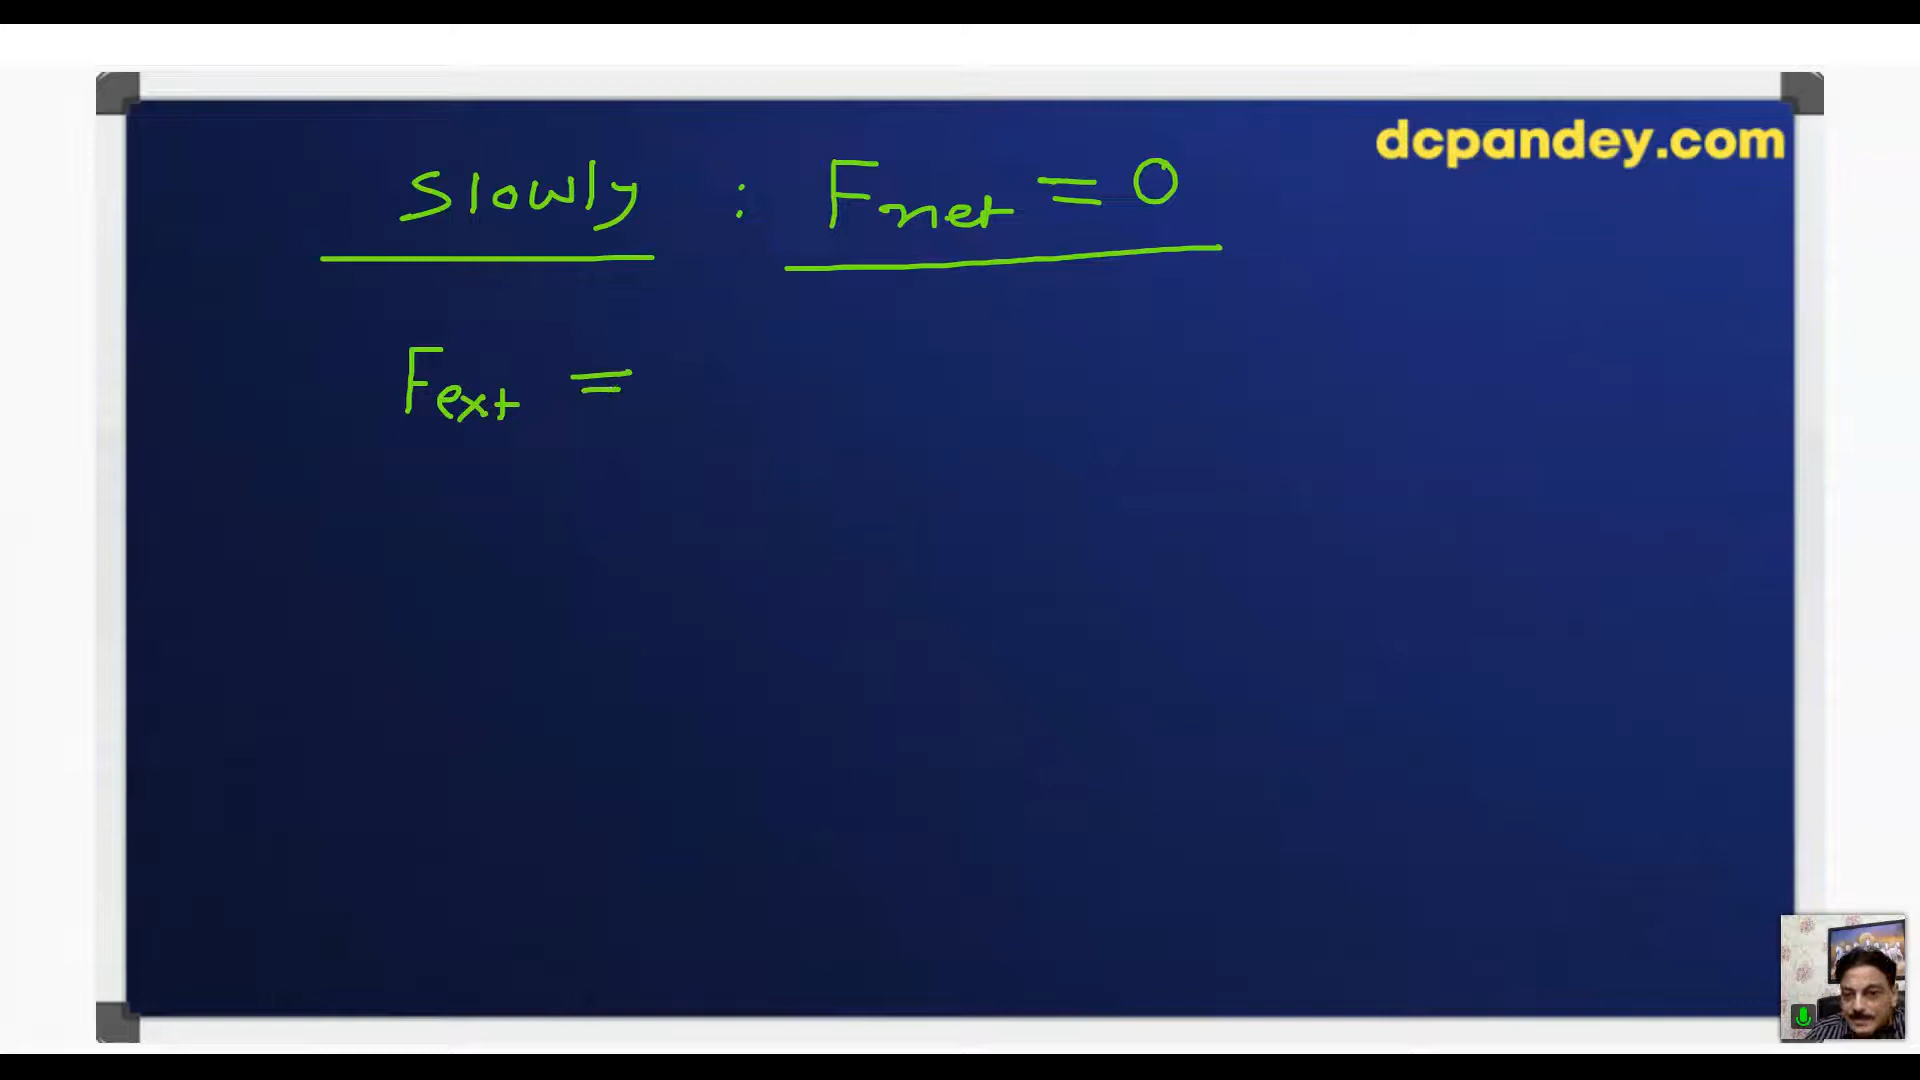 dcpandey.com
Slowly : Fnet = 0
Fext =